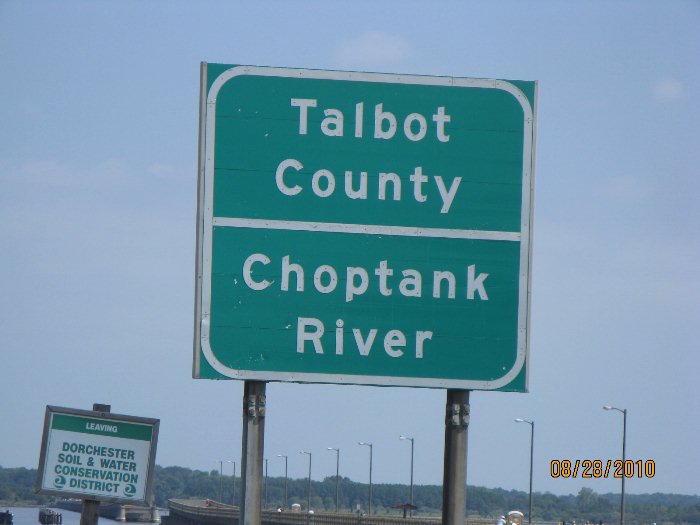 Talbot
County
Choptank
River
LEAVING
DORCHESTER
SOIL & WATER
CONSERVATION
DISTRICT
08/28/2010